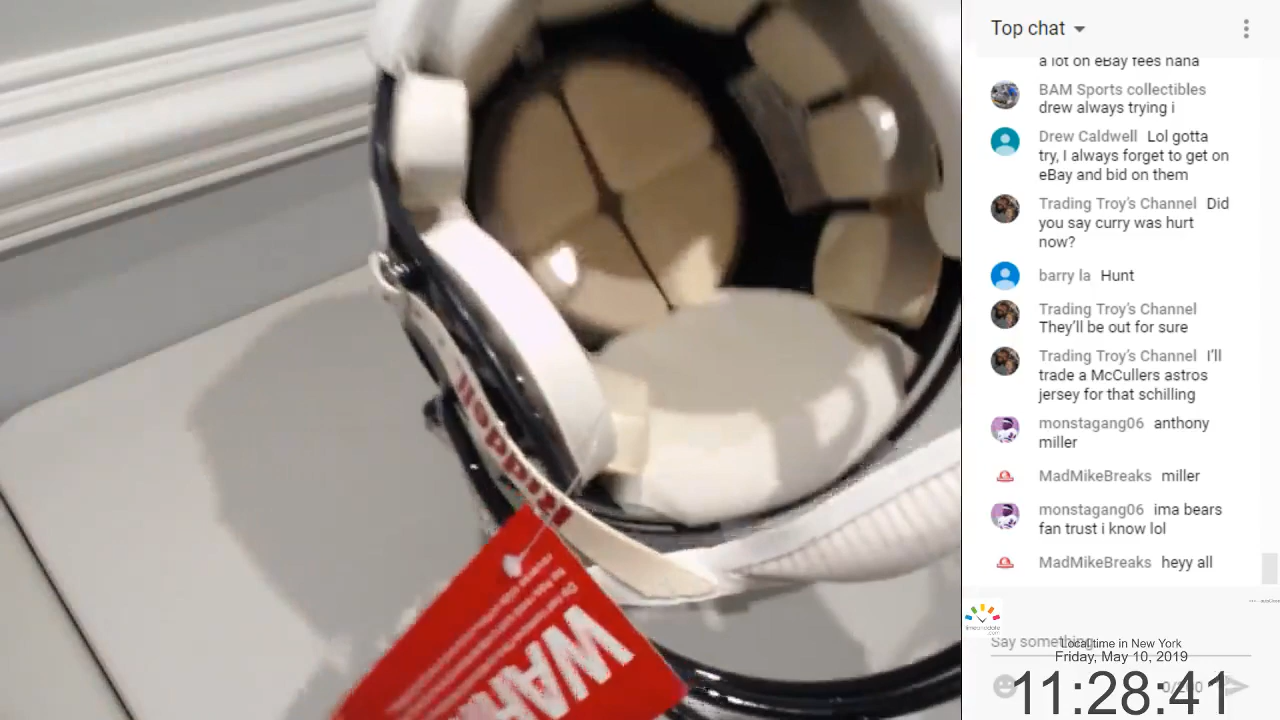 Top chat
a lot on eBay fees haha
BAM Sports collectibles
drew always trying i
Drew Caldwell Lol gotta
try, I always forget to get on
eBay and bid on them
Trading Troy's Channel Did
you say curry was hurt
now?
barry la Hunt
Trading Troy's Channel
They'll be out for sure
Trading Troy's Channel I'll
trade a McCullers astros
jersey for that schilling
monstagang06 anthony
miller
MadMikeBreaks miller
monstagang06 ima bears
fan trust i know lol
MadMikeBreaks heyy all
Say something
Local time in New York
Friday, May 10, 2019
11:28:41
riddell